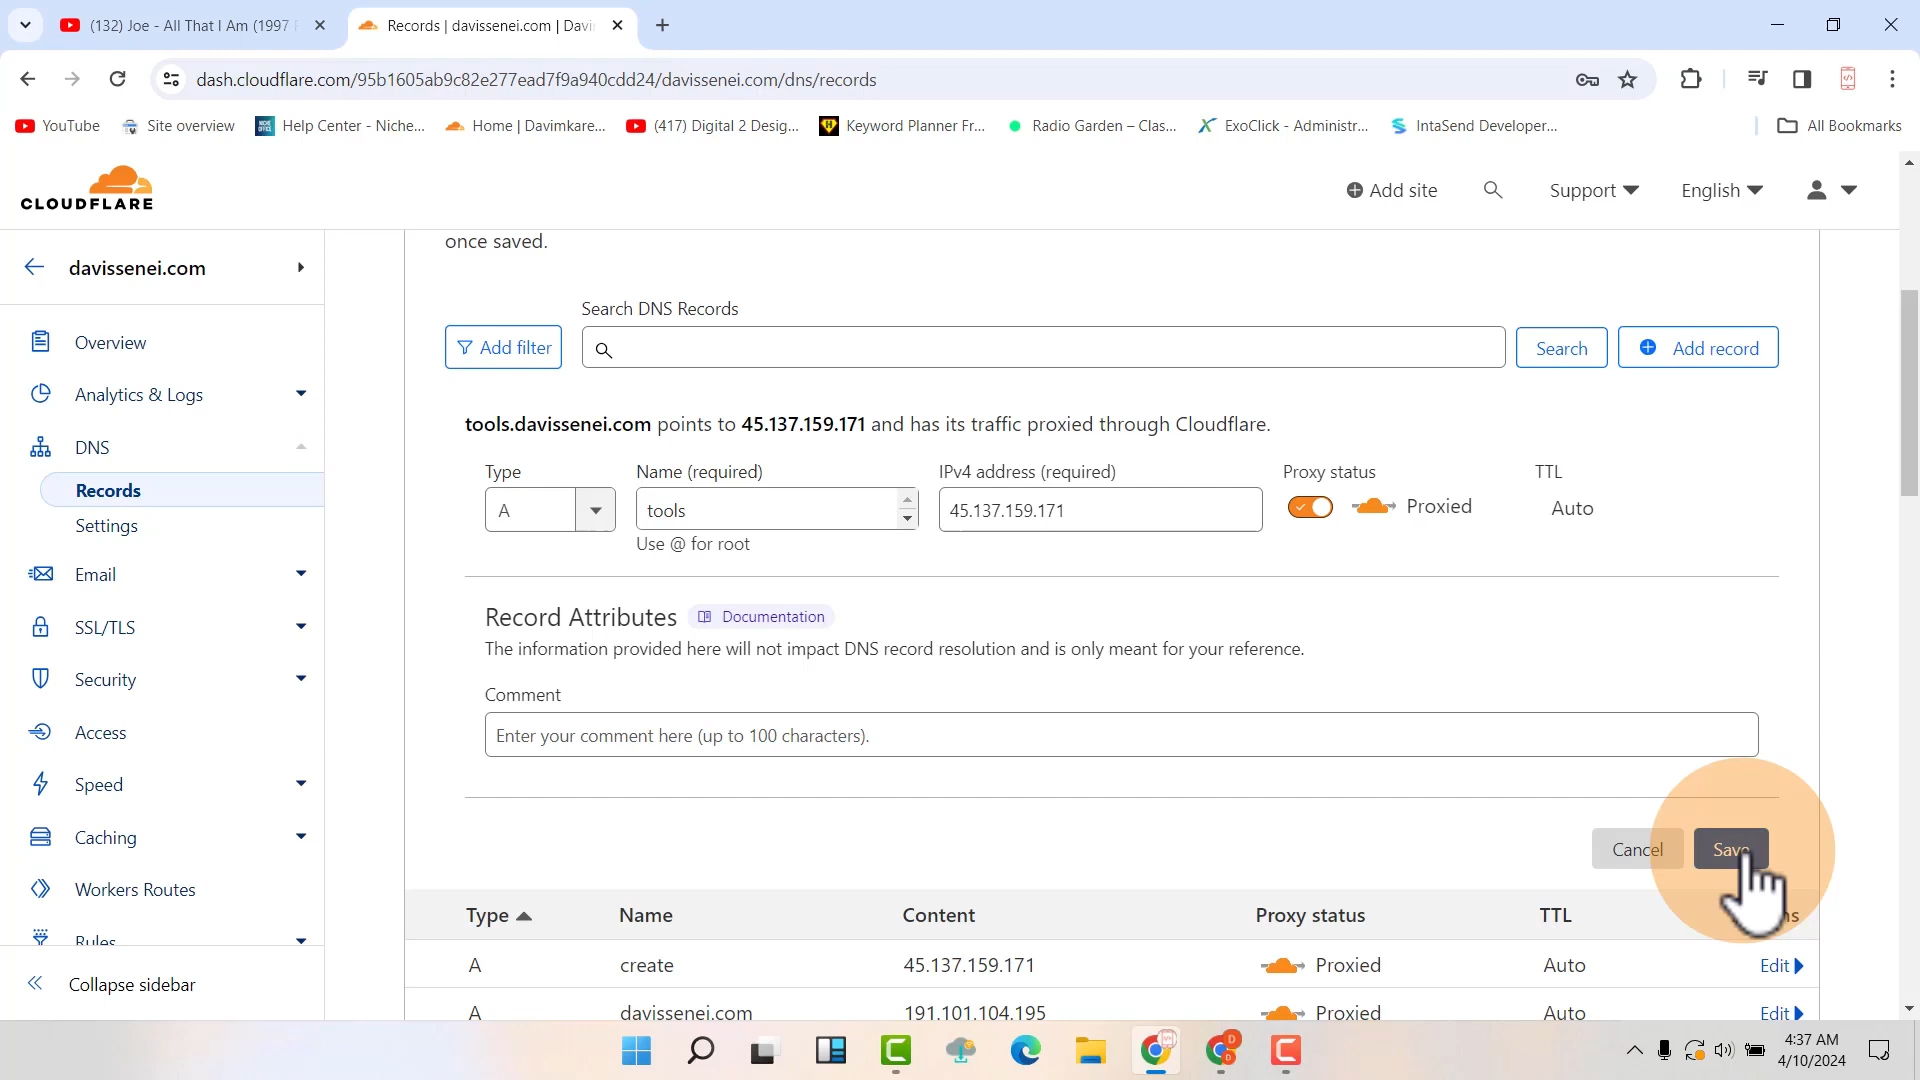 (132) Joe - All That I Am (1997
Records | davissenei.com | Davi
dash.cloudflare.com/95b1605ab9c82e277ead7f9a940cdd24/davissenei.com/dns/records
YouTube
Site overview
Help Center - Niche...
Home | Davimkare...
(417) Digital 2 Desig...
Keyword Planner Fr...
Radio Garden – Clas...
ExoClick - Administr...
IntaSend Developer...
All Bookmarks
CLOUDFLARE
Add site
Support
English
davissenei.com
Overview
Analytics & Logs
DNS
Records
Settings
Email
SSL/TLS
Security
Access
Speed
Caching
Workers Routes
Rules
Collapse sidebar
once saved.
Search DNS Records
Add filter
Search
Add record
tools.davissenei.com points to 45.137.159.171 and has its traffic proxied through Cloudflare.
Type
Name (required)
IPv4 address (required)
Proxy status
TTL
A
tools
45.137.159.171
Proxied
Auto
Use @ for root
Record Attributes
Documentation
The information provided here will not impact DNS record resolution and is only meant for your reference.
Comment
Enter your comment here (up to 100 characters).
Cancel
Save
Type Name Content Proxy status TTL
A create 45.137.159.171 Proxied Auto Edit
A davissenei.com 191.101.104.195 Proxied Auto Edit
4:37 AM
4/10/2024